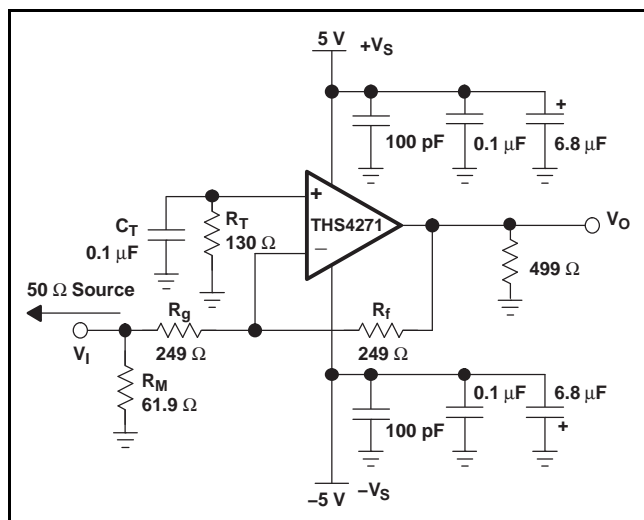 5 V
+VS
+
100 pF
0.1 µF
6.8 µF
+
THS4271
−
CT
0.1 µF
RT
130 Ω
VO
499 Ω
50 Ω Source
Rg
249 Ω
Rf
249 Ω
VI
RM
61.9 Ω
0.1 µF
6.8 µF
100 pF
+
−5 V
−VS